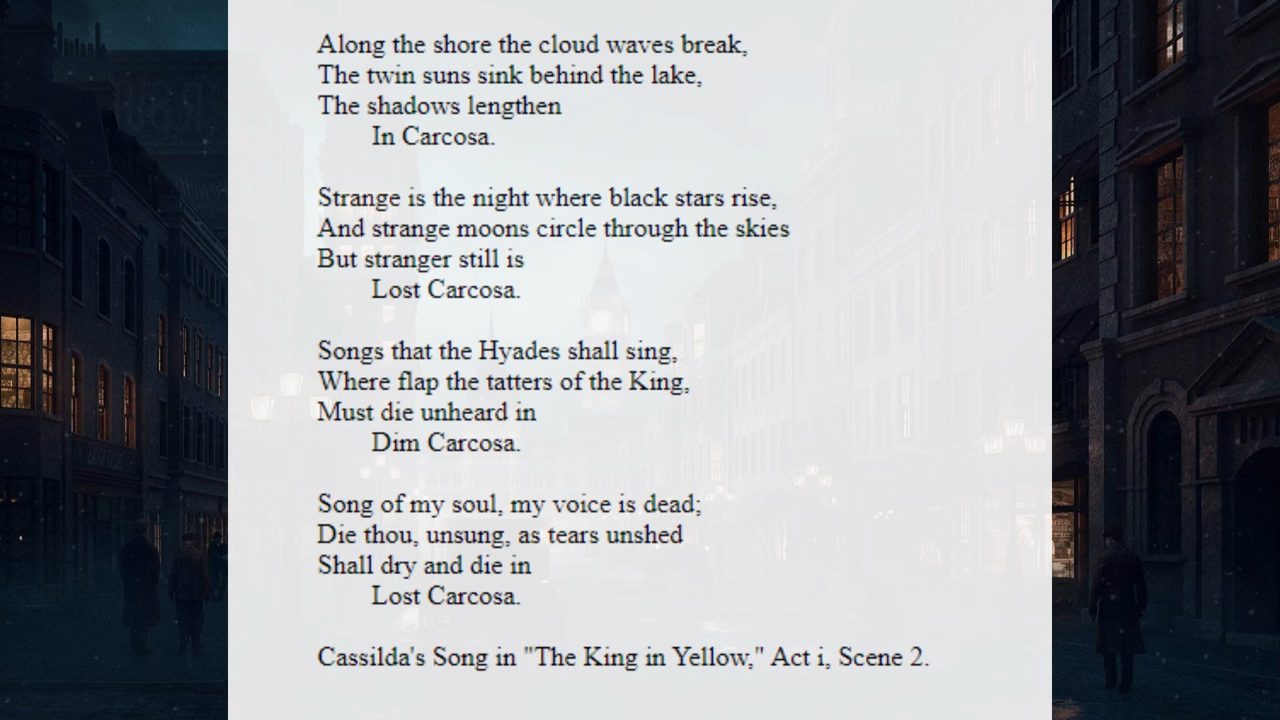 Along the shore the cloud waves break,
The twin suns sink behind the lake,
The shadows lengthen
In Carcosa.
Strange is the night where black stars rise,
And strange moons circle through the skies
But stranger still is
Lost Carcosa.
Songs that the Hyades shall sing,
Where flap the tatters of the King,
Must die unheard in
Dim Carcosa.
Song of my soul, my voice is dead;
Die thou, unsung, as tears unshed
Shall dry and die in
Lost Carcosa.
Cassilda's Song in "The King in Yellow," Act i, Scene 2.